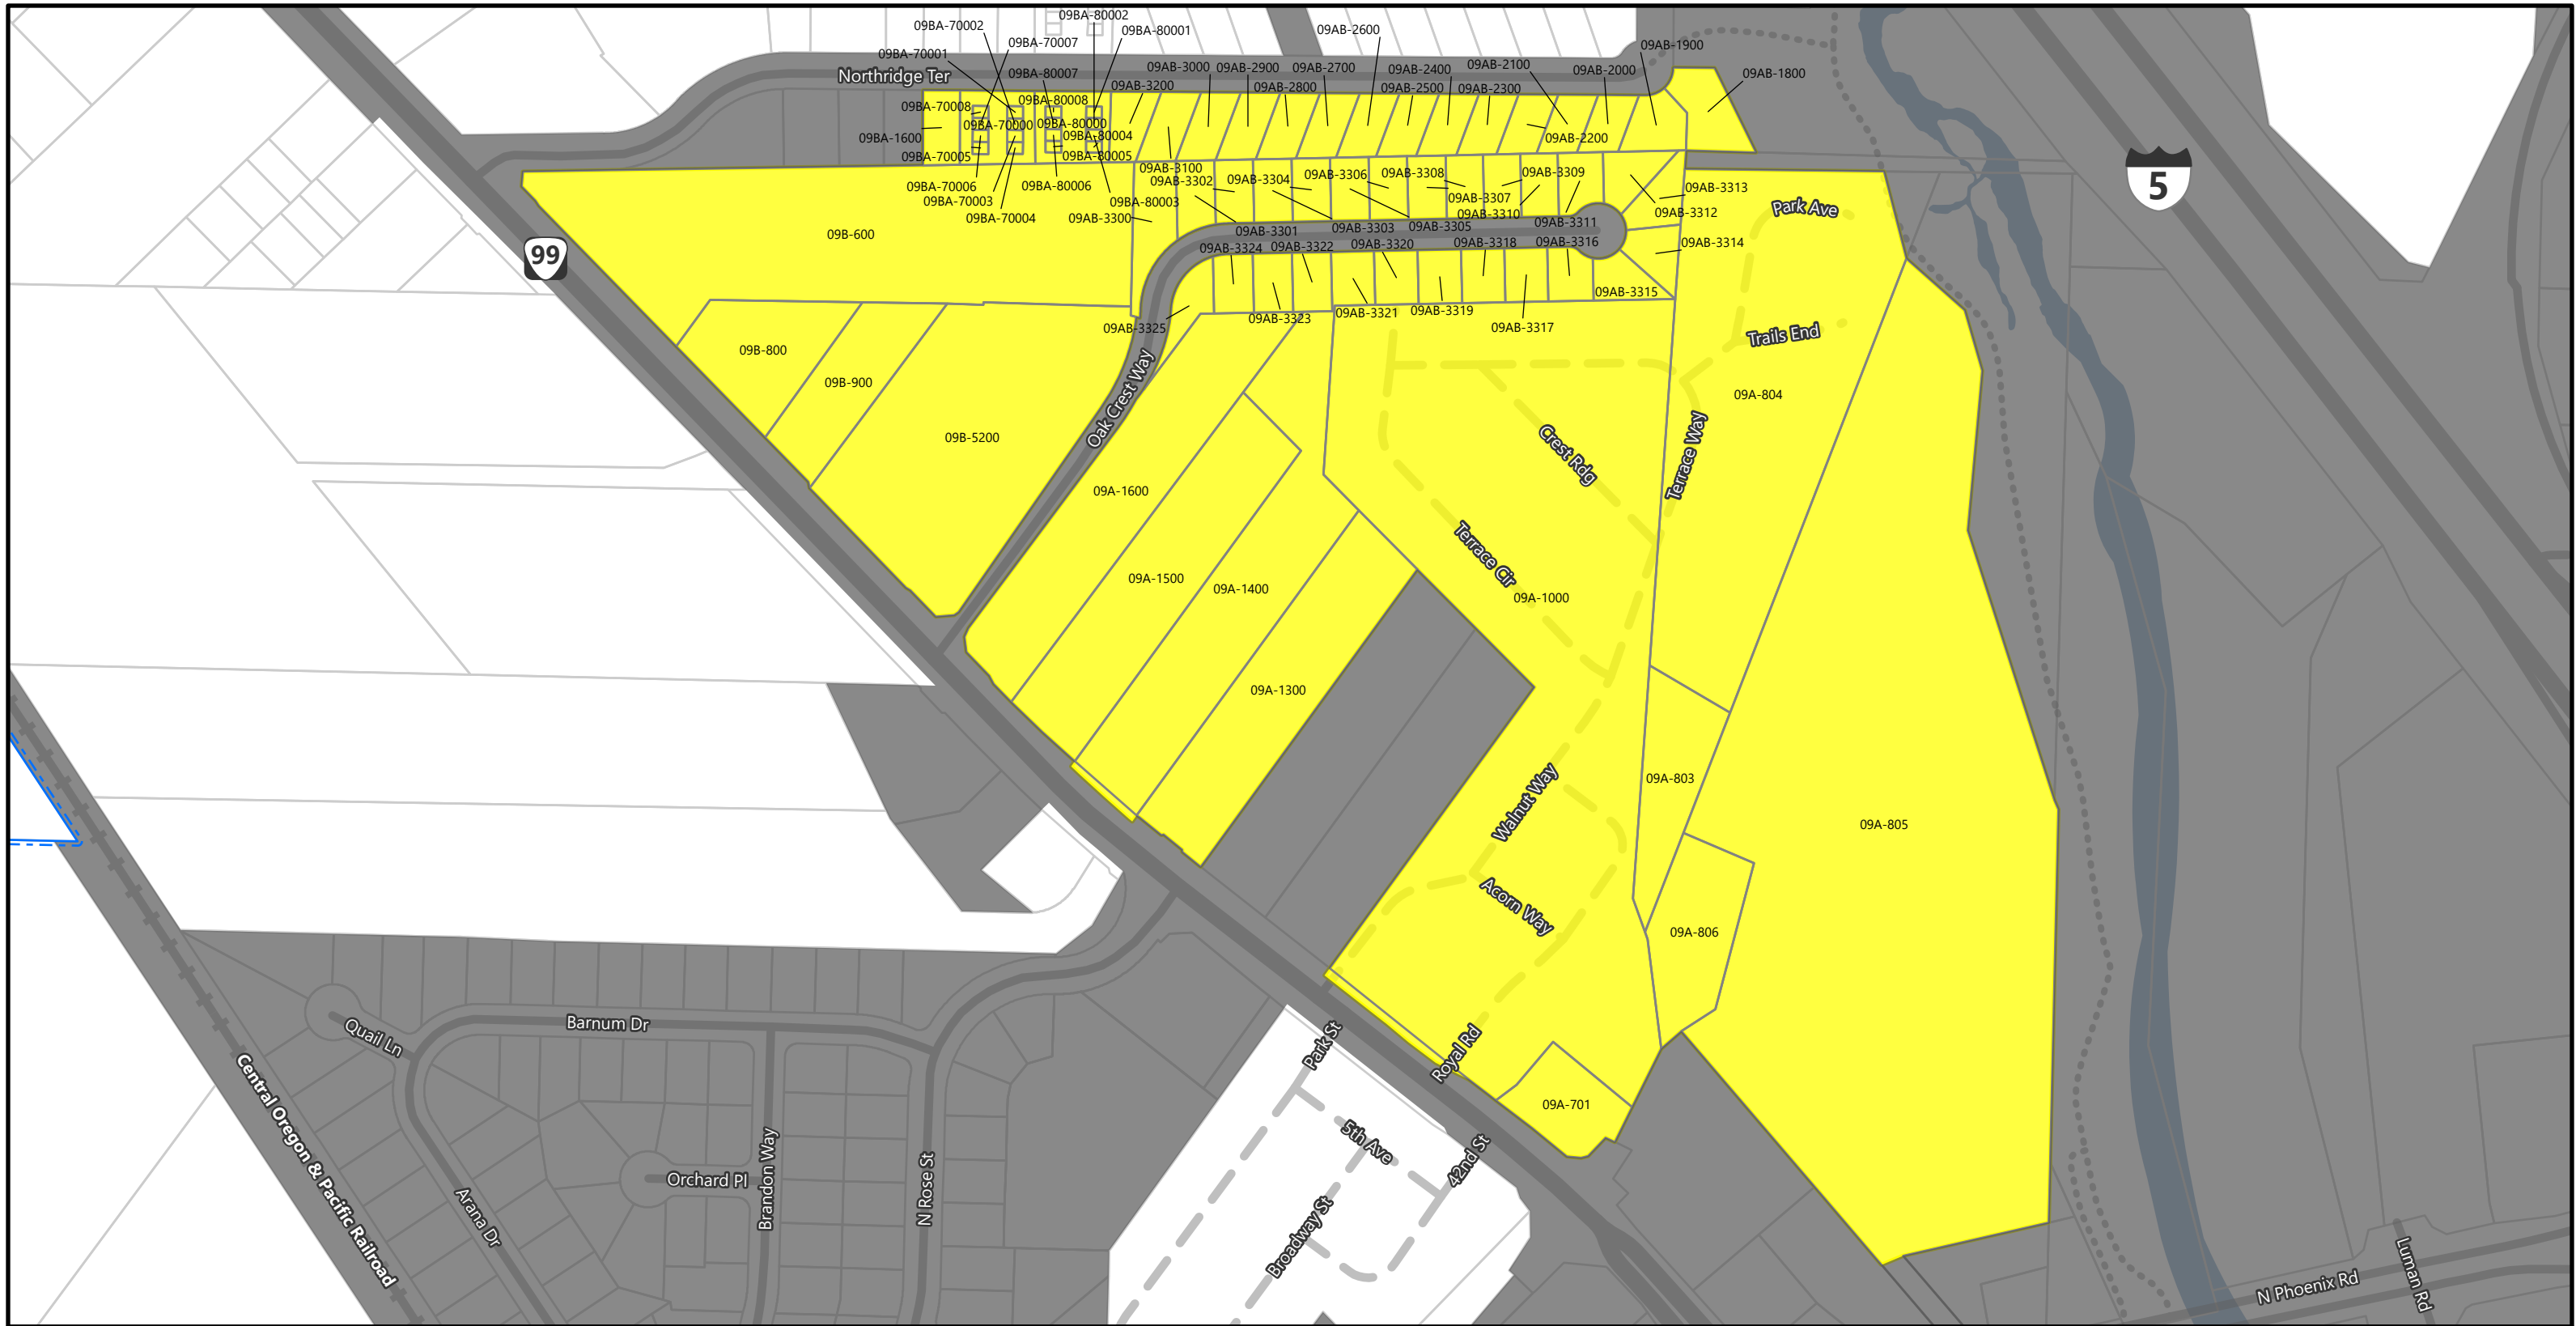 09BA-80002
09BA-70002
09BA-80001
09AB-2600
09BA-70007
09AB-1900
09BA-70001
Northridge Ter
09BA-80007
09AB-3000
09AB-2900
09AB-2700
09AB-2400
09AB-2100
09AB-2000
09AB-1800
09AB-3200
09AB-2800
09AB-2500
09AB-2300
09BA-70008
09BA-80008
09BA-70000
09BA-80000
09BA-1600
09BA-80004
09AB-2200
09BA-70005
09BA-80005
09AB-3100
09BA-70006
09BA-80006
09AB-3302
09AB-3304
09AB-3306
09AB-3308
09AB-3309
09AB-3313
09BA-70003
09BA-80003
09AB-3307
09BA-70004
09AB-3300
09AB-3310
09AB-3312
Park Ave
5
09B-600
09AB-3301
09AB-3303
09AB-3305
09AB-3311
99
09AB-3324
09AB-3322
09AB-3320
09AB-3318
09AB-3316
09AB-3314
09AB-3315
09AB-3325
09AB-3323
09AB-3321
09AB-3319
09AB-3317
Trails End
09B-800
09B-900
Oak Crest Way
09A-804
09B-5200
Crest Rdg
Terrace Way
09A-1600
Terrace Cir
09A-1500
09A-1400
09A-1000
09A-1300
09A-803
Walnut Way
09A-805
Acorn Way
09A-806
Quail Ln
Barnum Dr
Park St
Royal Rd
09A-701
Central Oregon & Pacific Railroad
5th Ave
42nd St
Orchard Pl
Brandon Way
N Rose St
Arana Dr
Broadway St
N Phoenix Rd
Luman Rd